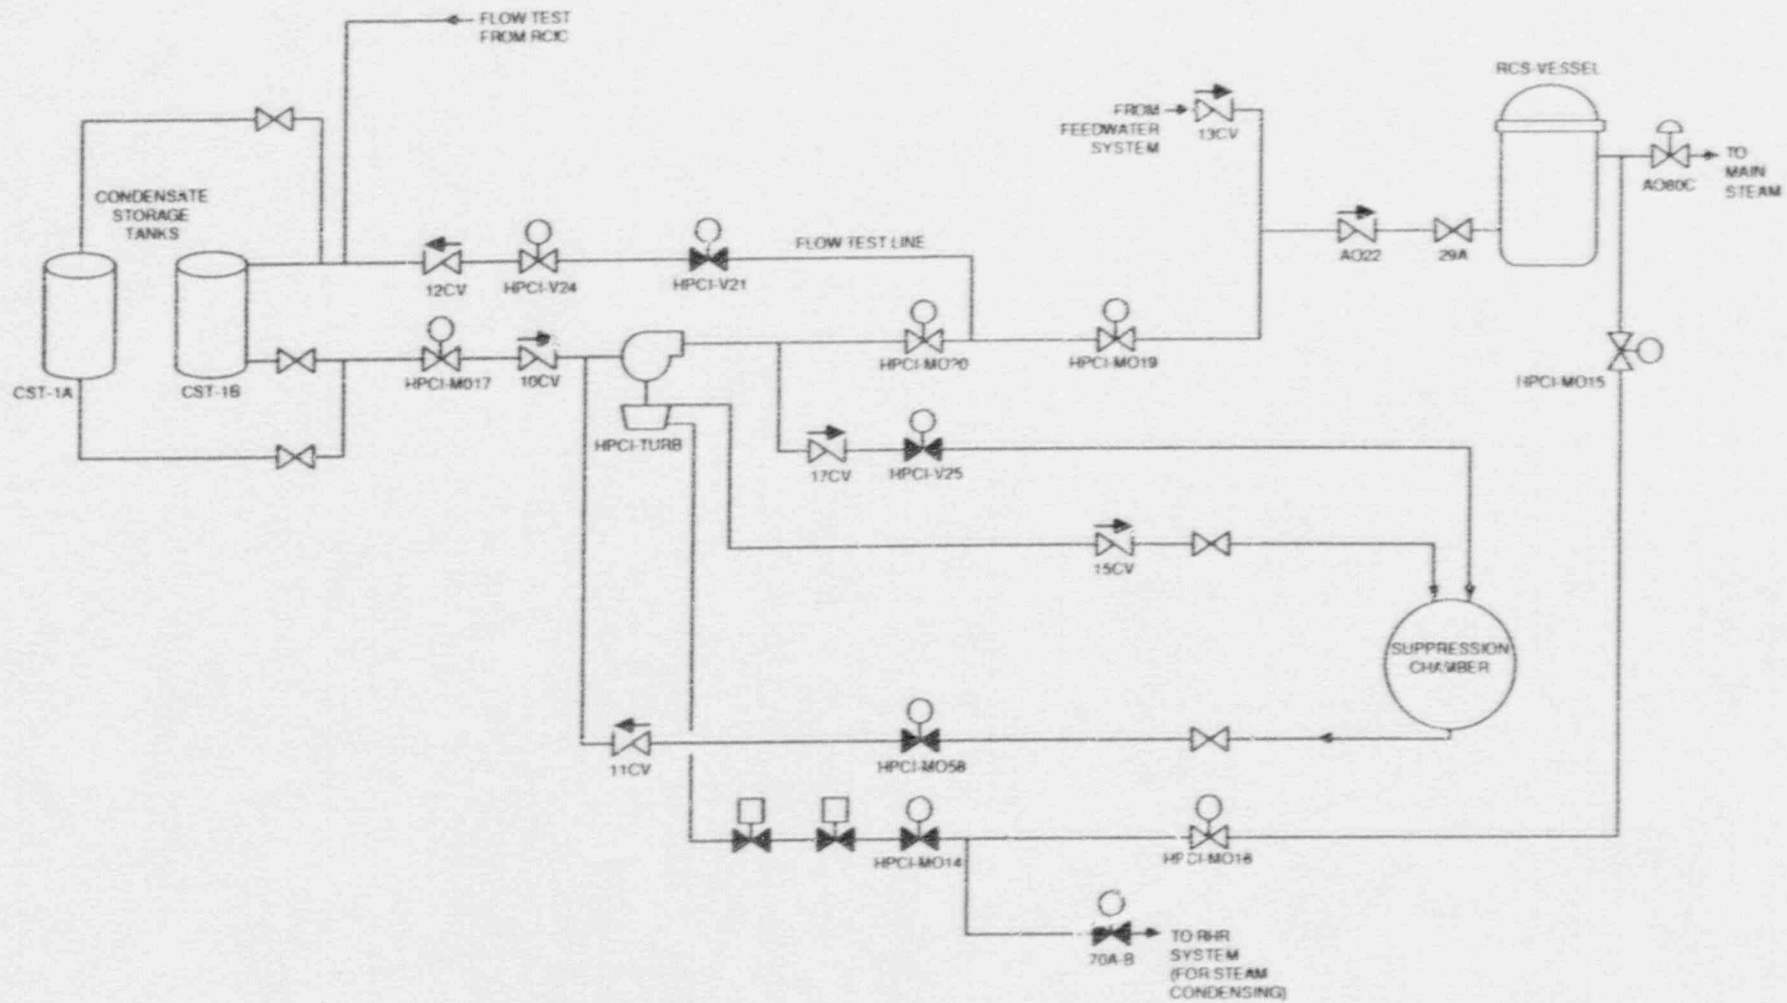 FLOW TEST
FROM RCIC
RCS-VESSEL
FROM
FEEDWATER
SYSTEM
13CV
TO
MAIN
STEAM
AO80C
CONDENSATE
STORAGE
TANKS
FLOW TEST LINE
AO22
29A
12CV
HPCI-V24
HPCI-V21
HPCI-MO20
HPCI-MO19
HPCI-MO15
CST-1A
CST-1B
HPCI-M017
10CV
HPCI-TURB
17CV
HPCI-V25
15CV
SUPPRESSION
CHAMBER
11CV
HPCI-MO58
HPCI-MO14
HPCI-MO16
70A-B
TO RHR
SYSTEM
(FOR STEAM
CONDENSING)